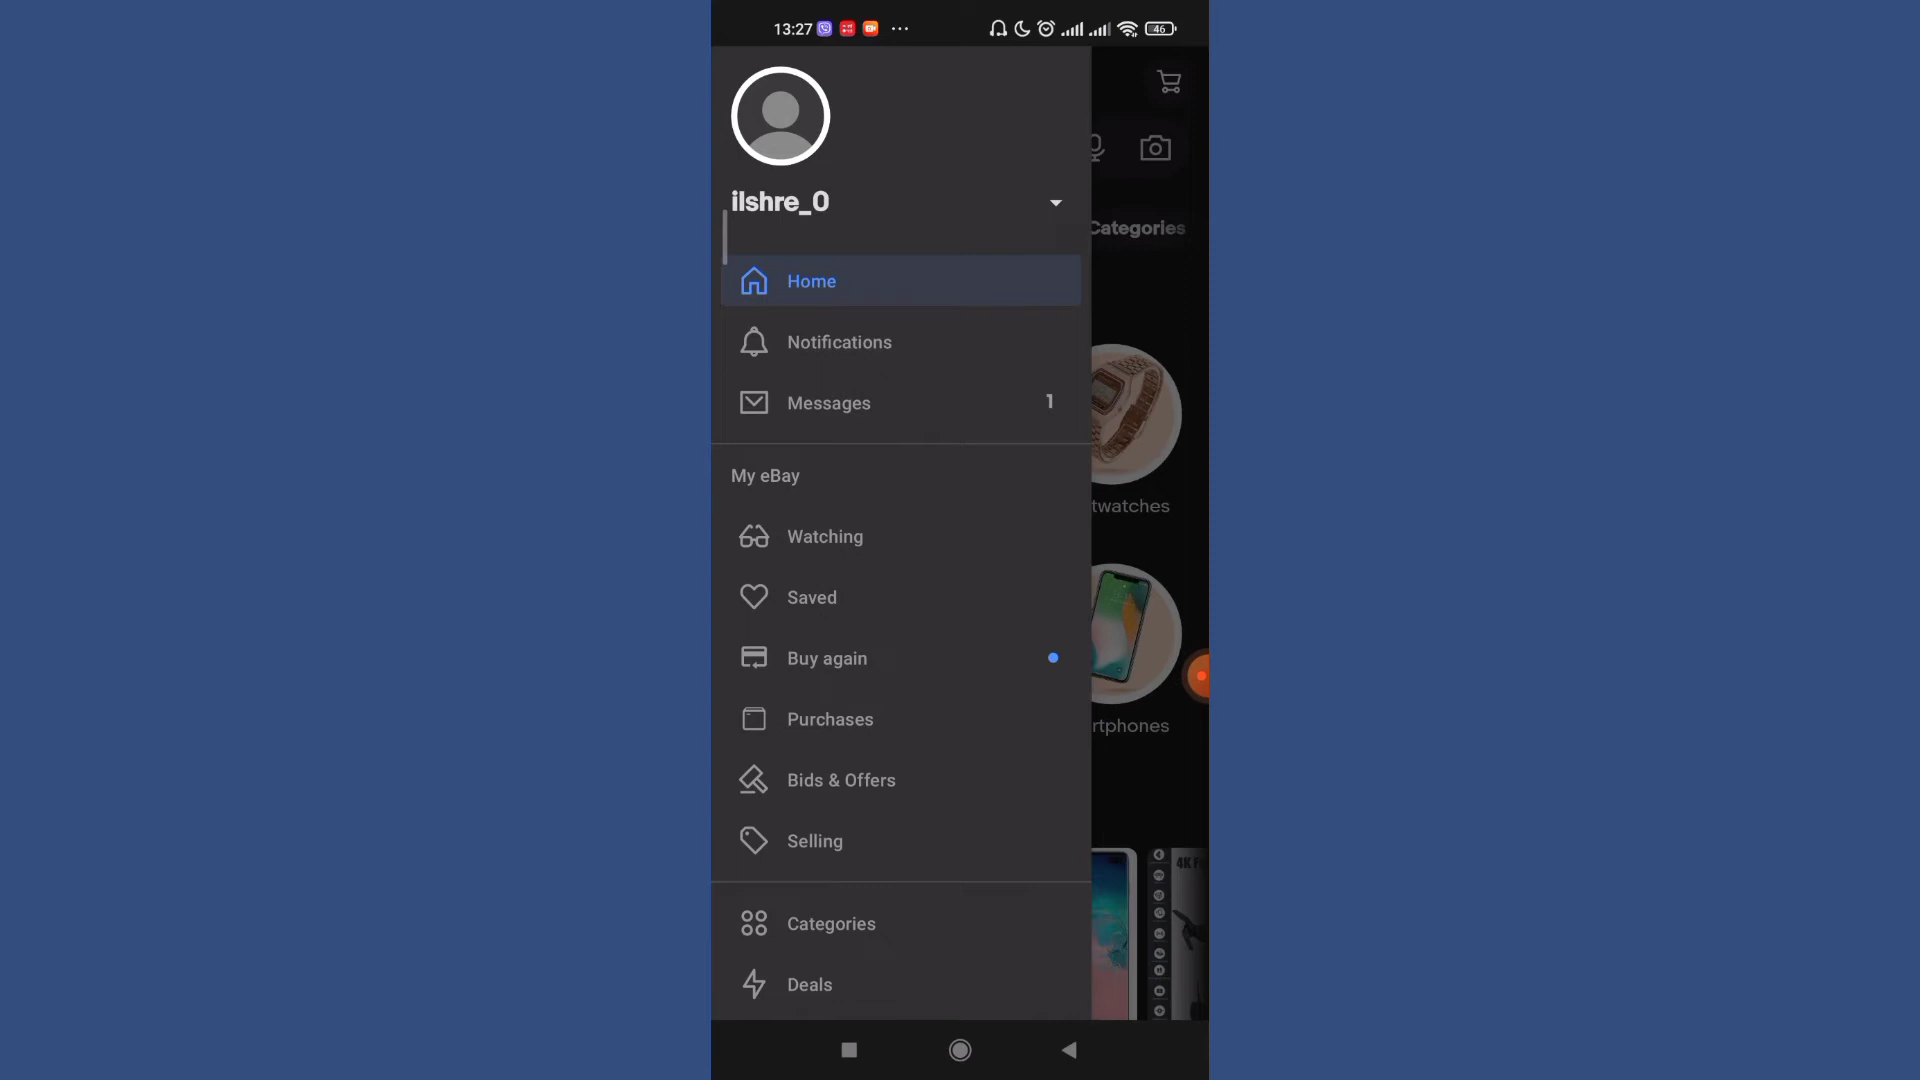 13:27
46
ilshre_0
Categories
Home
Notifications
Messages 1
My eBay
Watching
twatches
Saved
Buy again
Purchases
rtphones
Bids & Offers
Selling
4K F
Categories
Deals